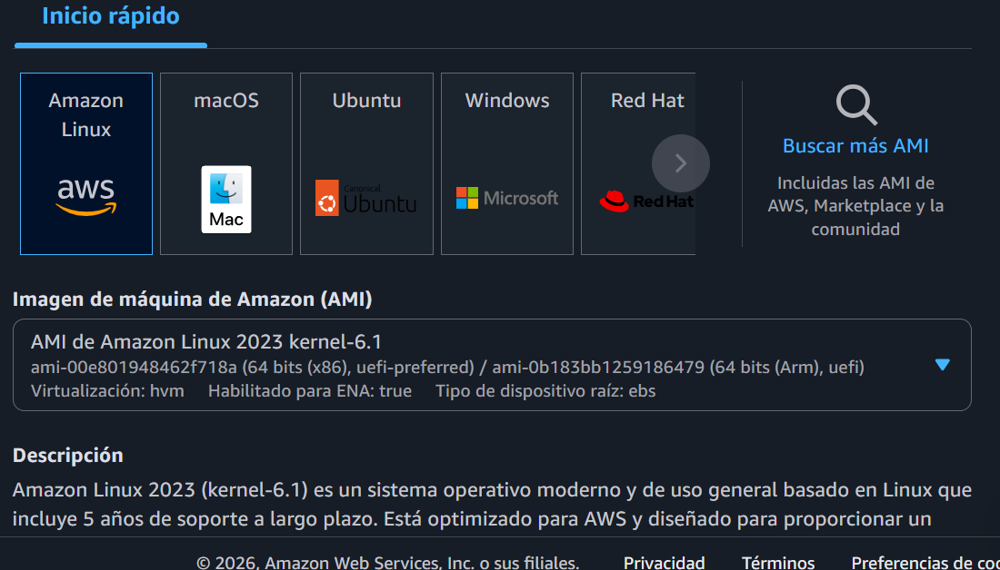 Inicio rápido
Amazon
Linux
aws
macOS
Mac
Ubuntu
Canonical
Ubuntu
Windows
Microsoft
Red Hat
Red Hat
Buscar más AMI
Incluidas las AMI de
AWS, Marketplace y la
comunidad
Imagen de máquina de Amazon (AMI)
AMI de Amazon Linux 2023 kernel-6.1
ami-00e801948462f718a (64 bits (x86), uefi-preferred) / ami-0b183bb1259186479 (64 bits (Arm), uefi)
Virtualización: hvm Habilitado para ENA: true Tipo de dispositivo raíz: ebs
Descripción
Amazon Linux 2023 (kernel-6.1) es un sistema operativo moderno y de uso general basado en Linux que
incluye 5 años de soporte a largo plazo. Está optimizado para AWS y diseñado para proporcionar un
© 2026, Amazon Web Services, Inc. o sus filiales. Privacidad Términos Preferencias de coo